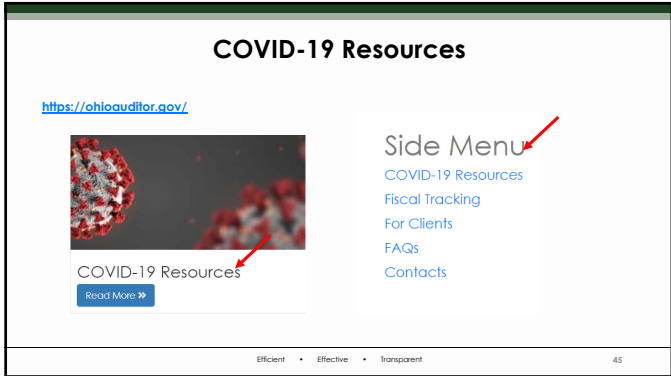 COVID-19 Resources
https://ohioauditor.gov/
COVID-19 Resources
Read More »
Side Menu
COVID-19 Resources
Fiscal Tracking
For Clients
FAQs
Contacts
Efficient • Effective • Transparent
45